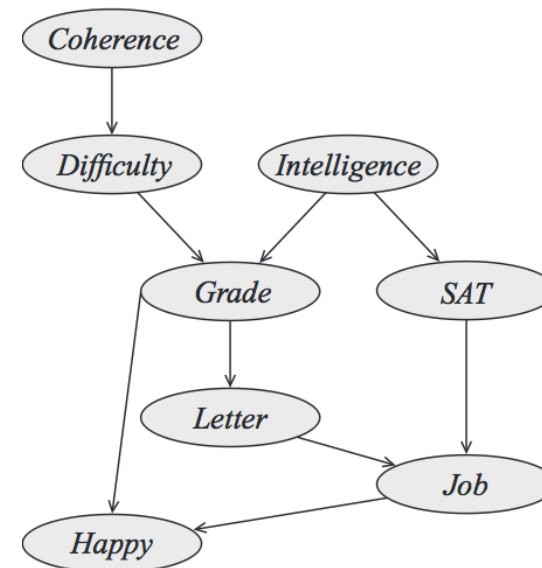 Coherence
Difficulty
Intelligence
Grade
SAT
Letter
Job
Happy